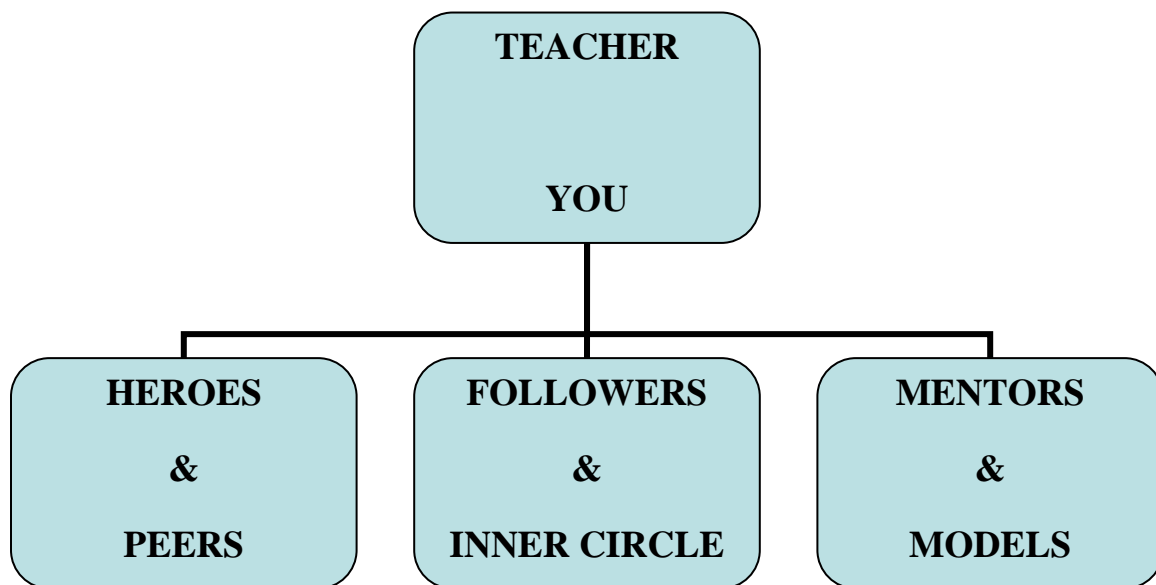 TEACHER
YOU
HEROES
&
PEERS
FOLLOWERS
&
INNER CIRCLE
MENTORS
&
MODELS